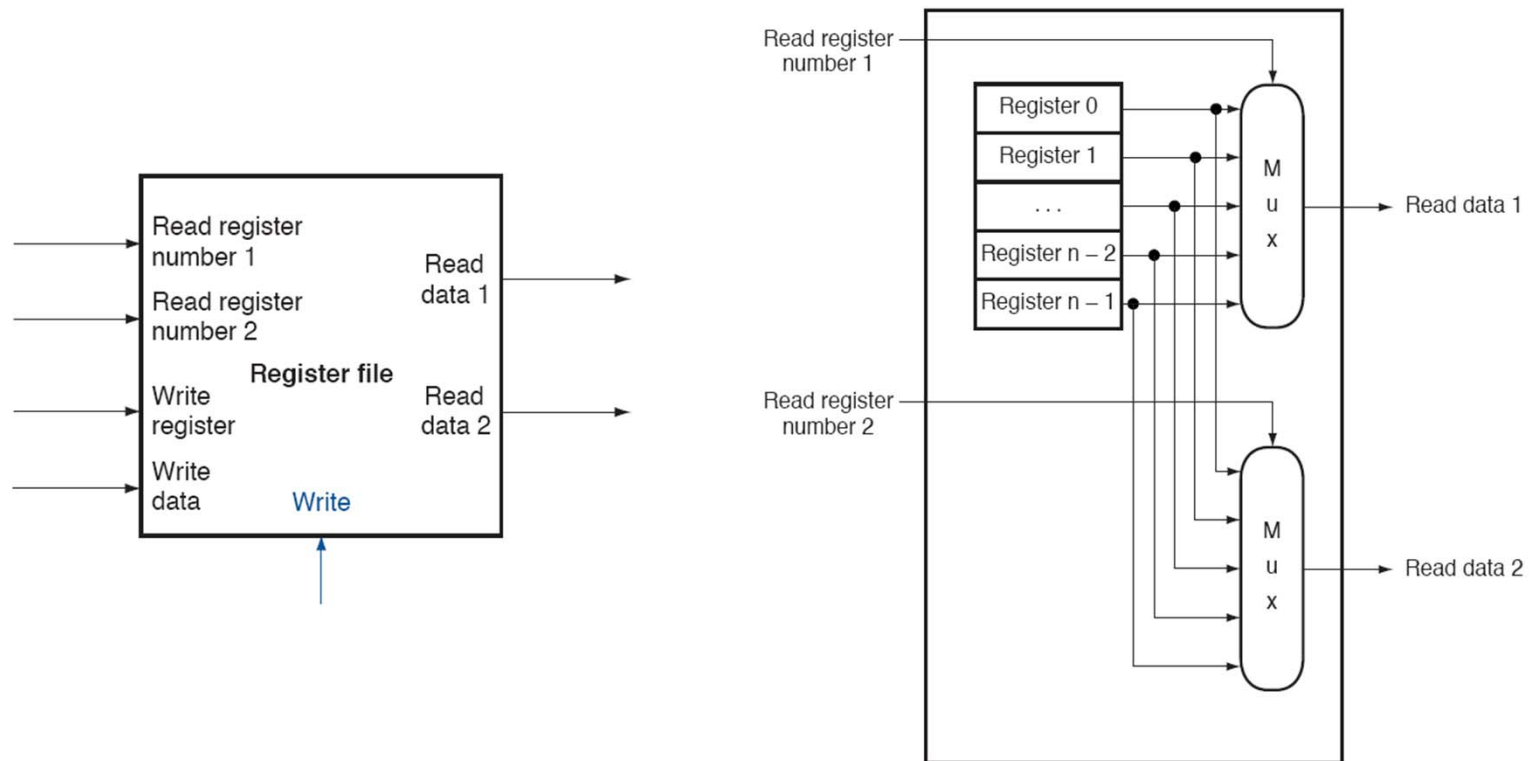 Read register
number 1
Read register
number 2
Write
register
Write
data
Register file
Write
Read
data 1
Read
data 2
Read register
number 1
Register 0
Register 1
. . .
Register n – 2
Register n – 1
M
u
x
Read data 1
Read register
number 2
M
u
x
Read data 2